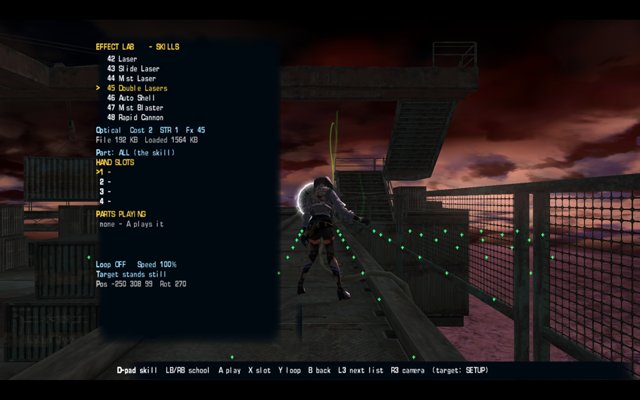 EFFECT LAB - SKILLS
42 Laser
43 Slide Laser
44 Mist Laser
> 45 Double Lasers
46 Auto Shell
47 Mist Blaster
48 Rapid Cannon
Optical Cost 2 STR 1 Fx 45
File 192 KB Loaded 1564 KB
Part: ALL (the skill)
HAND SLOTS
>1 -
2 -
3 -
4 -
PARTS PLAYING
none - A plays it
Loop OFF Speed 100%
Target stands still
Pos -250 308 99 Rot 270
D-pad skill LB/RB school A play X slot Y loop B back L3 next list R3 camera (target: SETUP)